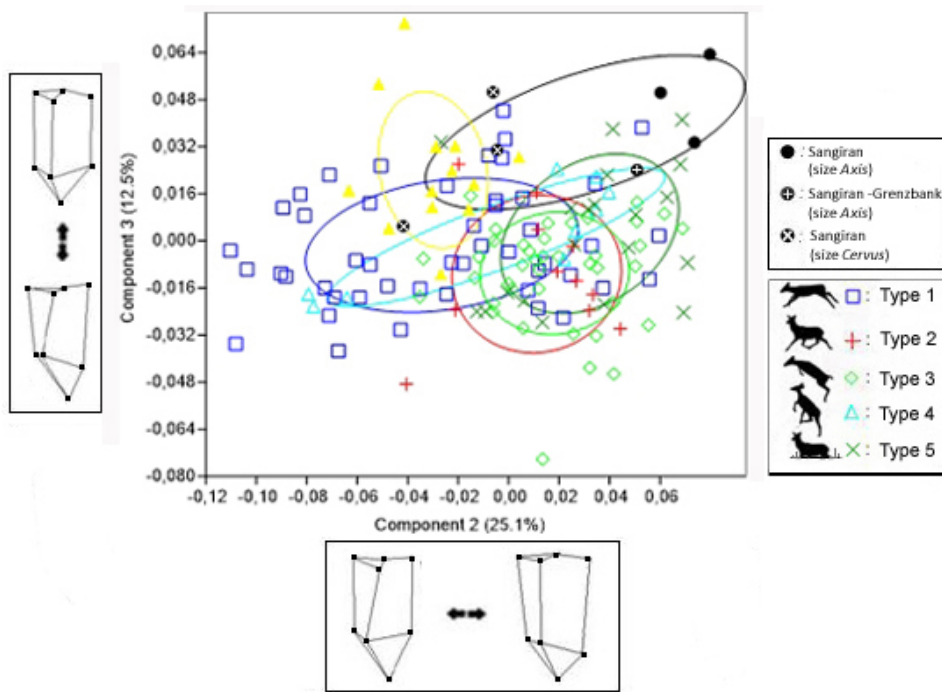 0,064
0,048
0,032
0,016
0,000
-0,016
-0,032
-0,048
-0,064
-0,080
Component 3 (12.5%)
-0,12 -0,10 -0,08 -0,06 -0,04 -0,02 0,00 0,02 0,04 0,06
Component 2 (25.1%)
: Sangiran
(size Axis)
: Sangiran -Grenzbank
(size Axis)
: Sangiran
(size Cervus)
: Type 1
: Type 2
: Type 3
: Type 4
: Type 5